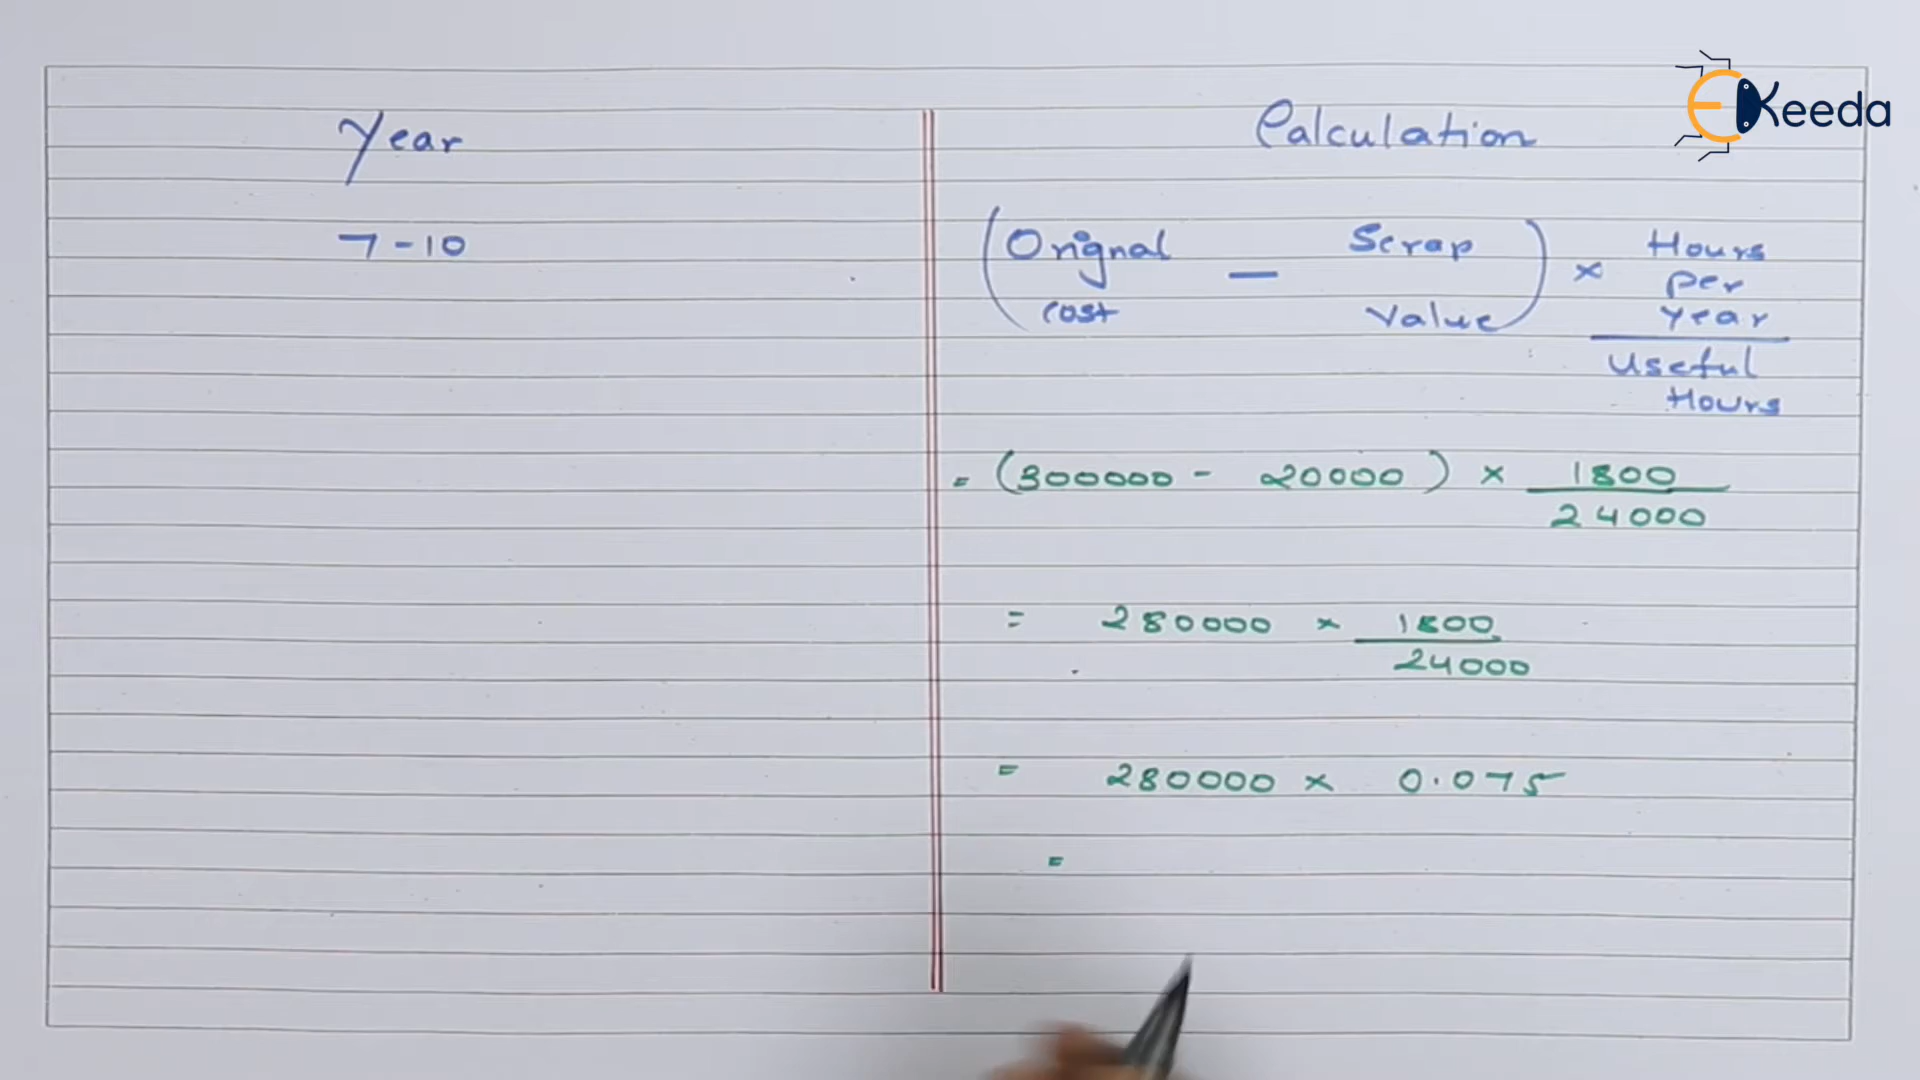 EKeeda
Year
Calculation
7-10
(Orignal cost - Scrap value) × Hours per year / Useful Hours
= (300000 - 20000) × 1800 / 24000
= 280000 × 1800 / 24000
= 280000 × 0.075
=